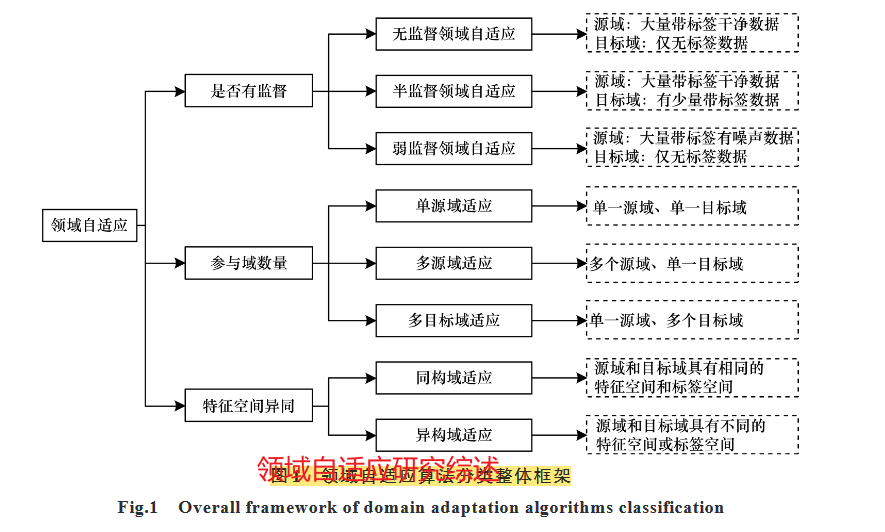 领域自适应
是否有监督
参与域数量
特征空间异同
无监督领域自适应
半监督领域自适应
弱监督领域自适应
单源域适应
多源域适应
多目标域适应
同构域适应
异构域适应
源域：大量带标签干净数据
目标域：仅无标签数据
源域：大量带标签干净数据
目标域：有少量带标签数据
源域：大量带标签有噪声数据
目标域：仅无标签数据
单一源域、单一目标域
多个源域、单一目标域
单一源域、多个目标域
源域和目标域具有相同的
特征空间和标签空间
源域和目标域具有不同的
特征空间或标签空间
领域自适应研究综述
图1 领域自适应算法分类整体框架
Fig.1 Overall framework of domain adaptation algorithms classification